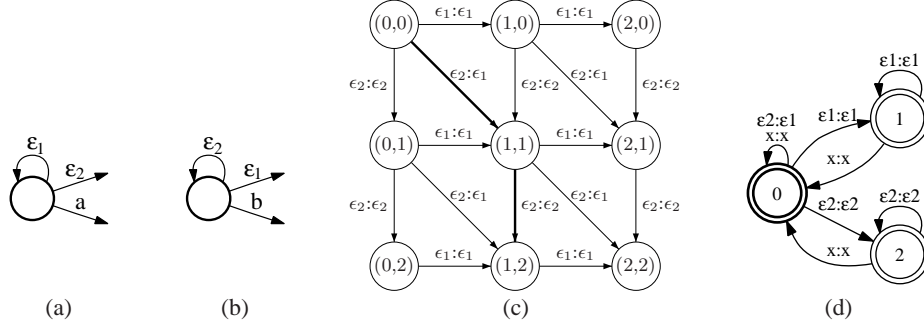 ε1
ε2
a
(a)
ε2
ε1
b
(b)
(0,0) ϵ1:ϵ1 (1,0) ϵ1:ϵ1 (2,0)
ϵ2:ϵ2 ϵ2:ϵ1 ϵ2:ϵ2 ϵ2:ϵ1 ϵ2:ϵ2
(0,1) ϵ1:ϵ1 (1,1) ϵ1:ϵ1 (2,1)
ϵ2:ϵ2 ϵ2:ϵ1 ϵ2:ϵ2 ϵ2:ϵ1 ϵ2:ϵ2
(0,2) ϵ1:ϵ1 (1,2) ϵ1:ϵ1 (2,2)
(c)
ε1:ε1
1
ε2:ε1
x:x
ε1:ε1
x:x
0
ε2:ε2
ε2:ε2
x:x
2
(d)